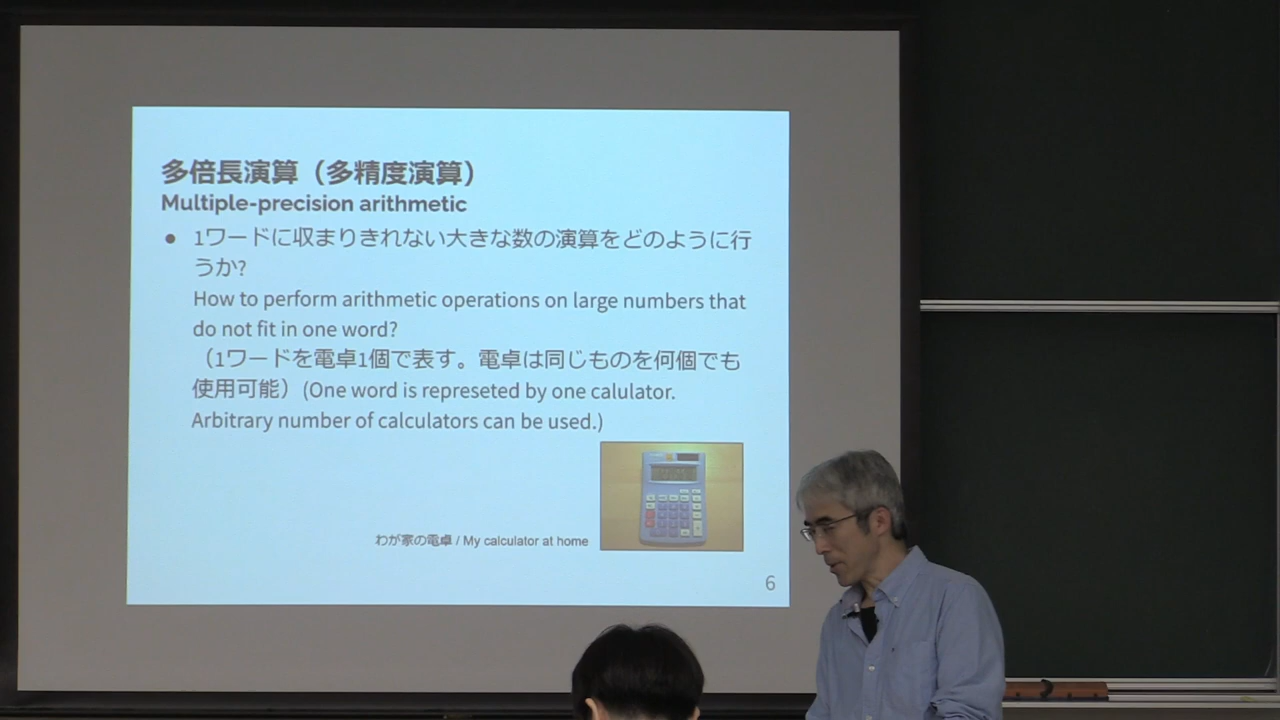 多倍長演算（多精度演算）
Multiple-precision arithmetic
● 1ワードに収まりきれない大きな数の演算をどのように行
うか?
How to perform arithmetic operations on large numbers that
do not fit in one word?
（1ワードを電卓1個で表す。電卓は同じものを何個でも
使用可能）(One word is represeted by one calulator.
Arbitrary number of calculators can be used.)
わが家の電卓 / My calculator at home
6